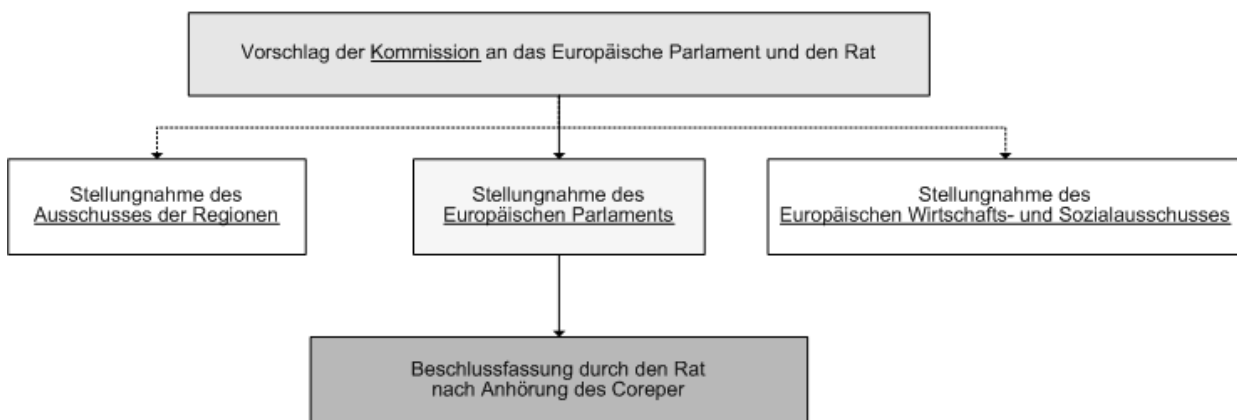 Vorschlag der Kommission an das Europäische Parlament und den Rat
Stellungnahme des
Ausschusses der Regionen
Stellungnahme des
Europäischen Parlaments
Stellungnahme des
Europäischen Wirtschafts- und Sozialausschusses
Beschlussfassung durch den Rat
nach Anhörung des Coreper